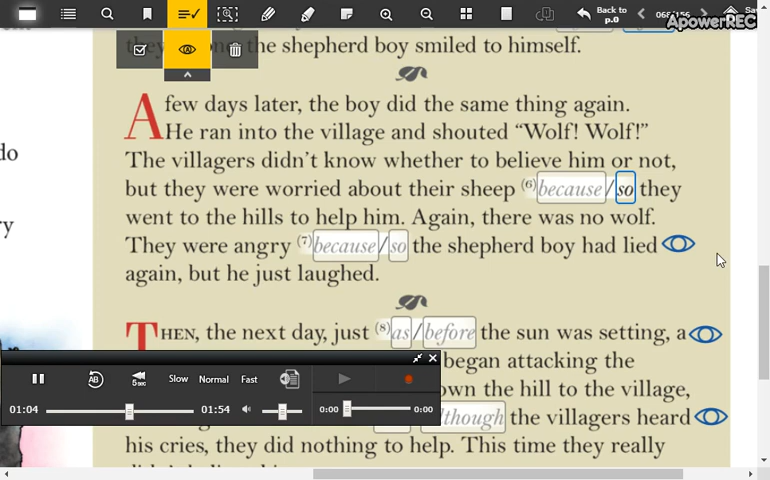 Back to
p.0
ApowerREC
the shepherd boy smiled to himself.
do
A few days later, the boy did the same thing again.
He ran into the village and shouted “Wolf! Wolf!”
The villagers didn’t know whether to believe him or not,
but they were worried about their sheep (6)because/so they
went to the hills to help him. Again, there was no wolf.
They were angry (7)because/so the shepherd boy had lied
again, but he just laughed.
THEN, the next day, just (8)as/before the sun was setting, a
began attacking the
own the hill to the village,
though the villagers heard
his cries, they did nothing to help. This time they really
AB
5 sec
Slow
Normal
Fast
01:04
01:54
0:00
0:00